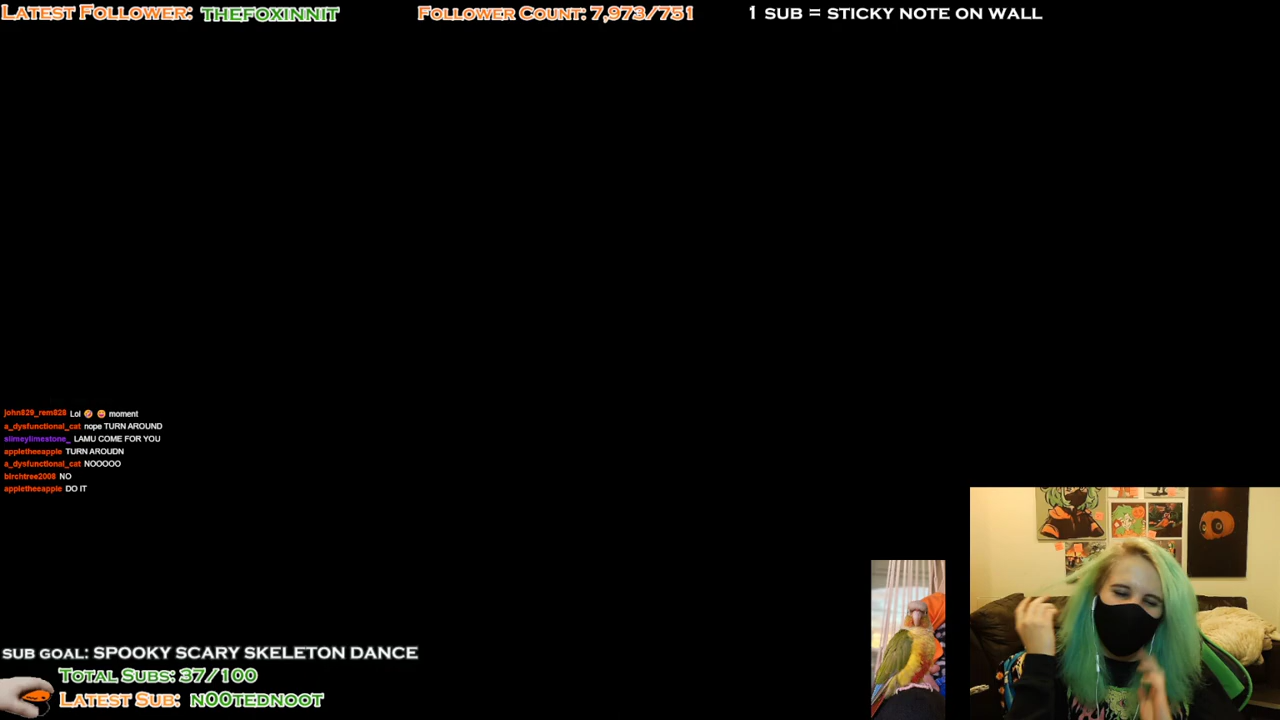 LATEST FOLLOWER: THEFOXINNIT
FOLLOWER COUNT: 7,973/751
1 SUB = STICKY NOTE ON WALL
john829_rem828 Lol 🤣 😄 moment
a_dysfunctional_cat nope TURN AROUND
slimeylimestone_ LAMU COME FOR YOU
appletheeapple TURN AROUDN
a_dysfunctional_cat NOOOOO
birchtree2008 NO
appletheeapple DO IT
SUB GOAL: SPOOKY SCARY SKELETON DANCE
TOTAL SUBS: 37/100
LATEST SUB: N00TEDNOOT